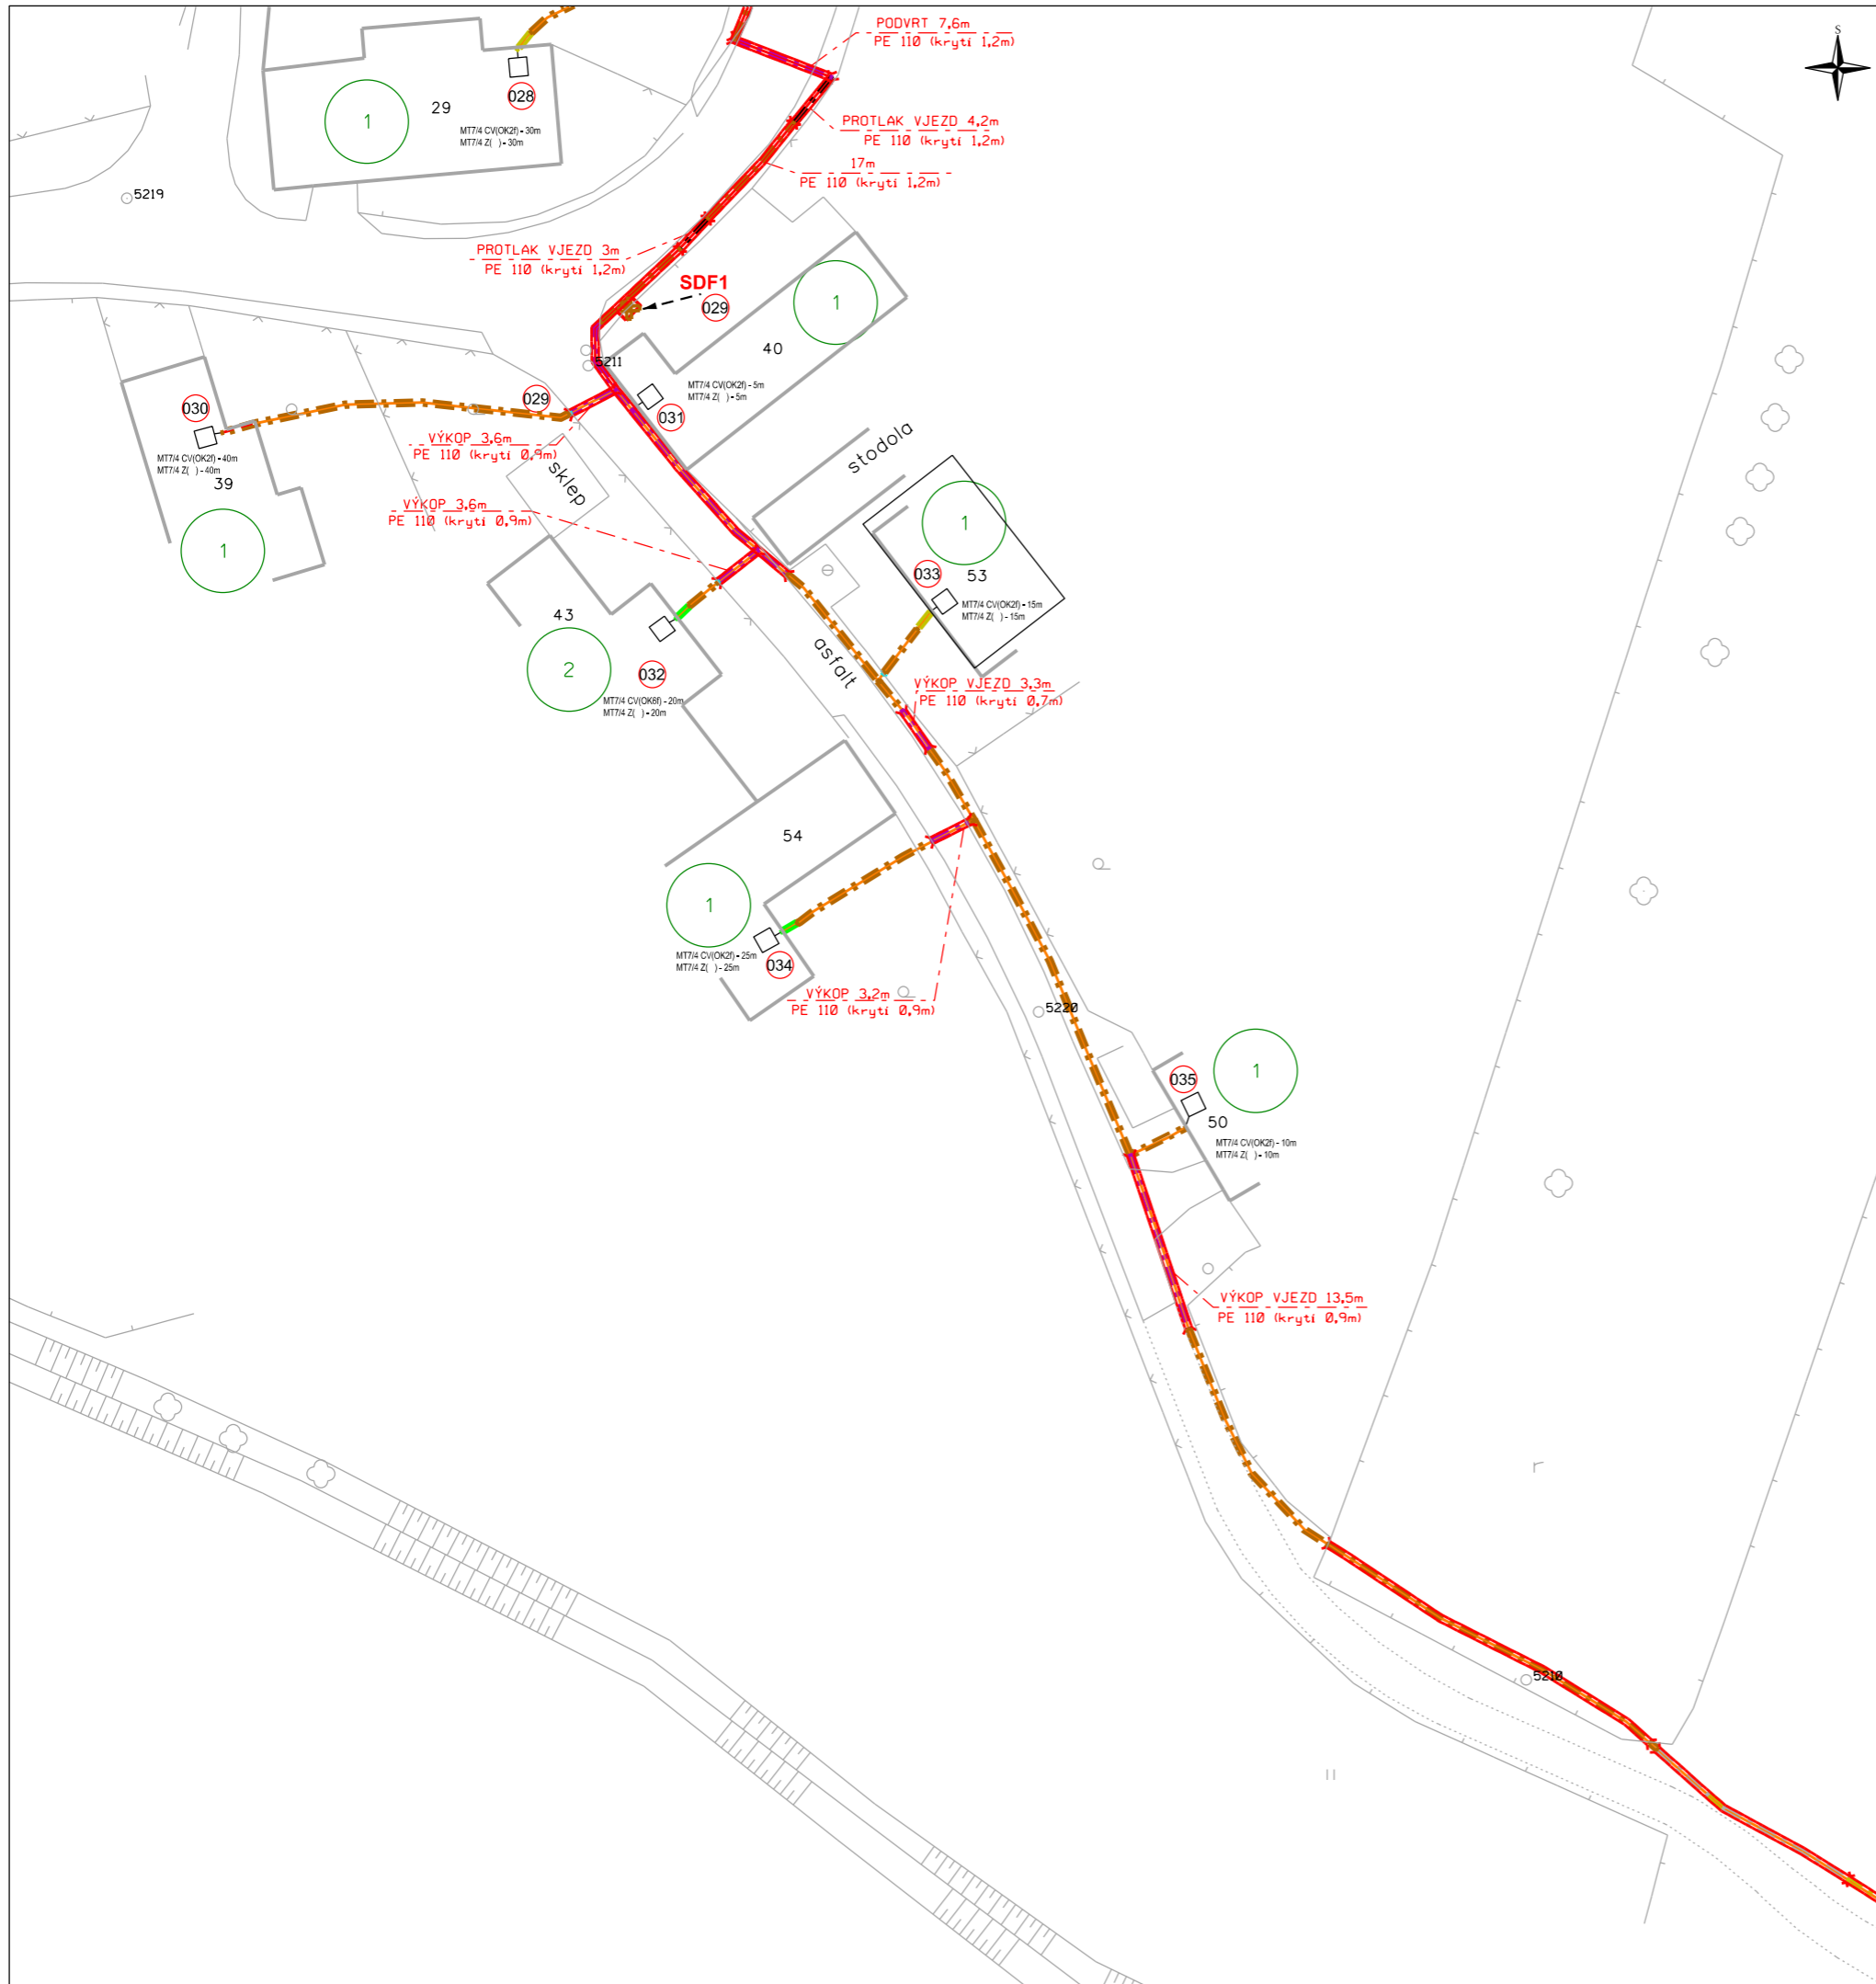 S
PODVRT 7,6m
PE 110 (krytí 1,2m)
028
29
1
MT7/4 CV(OK2f) - 30m
MT7/4 Z( ) - 30m
PROTLAK VJEZD 4,2m
PE 110 (krytí 1,2m)
17m
PE 110 (krytí 1,2m)
5219
PROTLAK VJEZD 3m
PE 110 (krytí 1,2m)
SDF1
029
1
40
5211
MT7/4 CV(OK2f) - 5m
MT7/4 Z( ) - 5m
030
029
031
VÝKOP 3,6m
PE 110 (krytí 0,9m)
MT7/4 CV(OK2f) - 40m
MT7/4 Z( ) - 40m
39
1
sklep
stodola
VÝKOP 3,6m
PE 110 (krytí 0,9m)
1
033
53
MT7/4 CV(OK2f) - 15m
MT7/4 Z( ) - 15m
43
2
032
asfalt
MT7/4 CV(OK6f) - 20m
MT7/4 Z( ) - 20m
VÝKOP VJEZD 3,3m
PE 110 (krytí 0,7m)
54
1
MT7/4 CV(OK2f) - 25m
MT7/4 Z( ) - 25m
034
VÝKOP 3,2m
PE 110 (krytí 0,9m)
5220
035
1
50
MT7/4 CV(OK2f) - 10m
MT7/4 Z( ) - 10m
VÝKOP VJEZD 13,5m
PE 110 (krytí 0,9m)
5218